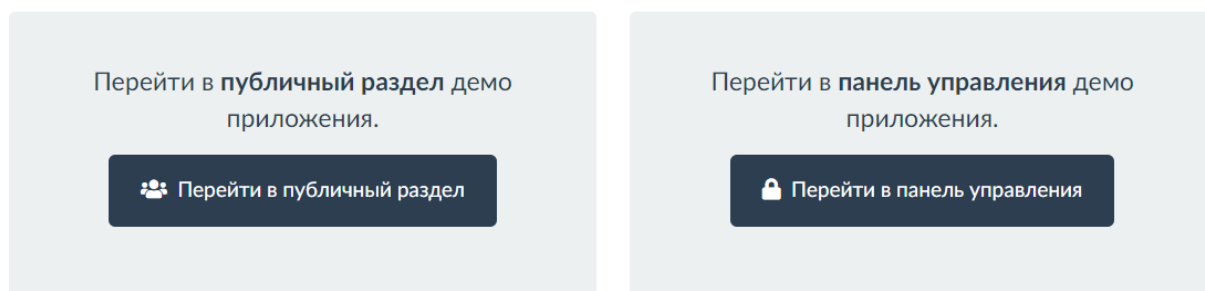 Перейти в публичный раздел демо
приложения.
Перейти в публичный раздел
Перейти в панель управления демо
приложения.
Перейти в панель управления